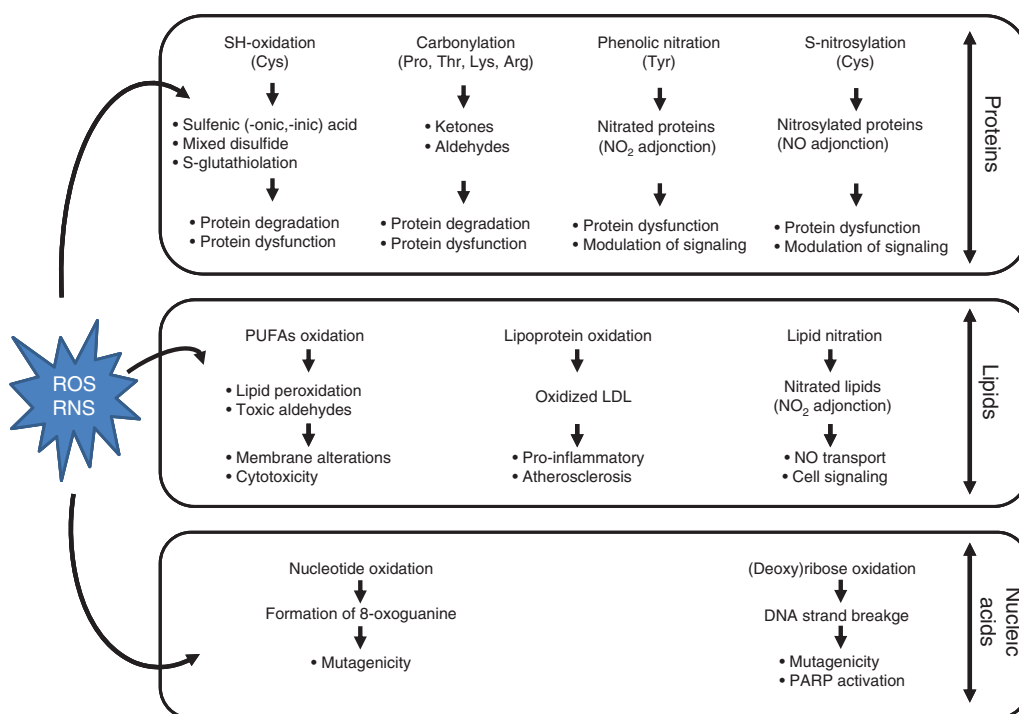 SH-oxidation
(Cys)
• Sulfenic (-onic,-inic) acid
• Mixed disulfide
• S-glutathiolation
• Protein degradation
• Protein dysfunction
Carbonylation
(Pro, Thr, Lys, Arg)
• Ketones
• Aldehydes
• Protein degradation
• Protein dysfunction
Phenolic nitration
(Tyr)
Nitrated proteins
(NO₂ adjonction)
• Protein dysfunction
• Modulation of signaling
S-nitrosylation
(Cys)
Nitrosylated proteins
(NO adjonction)
• Protein dysfunction
• Modulation of signaling
Proteins
ROS
RNS
PUFAs oxidation
• Lipid peroxidation
• Toxic aldehydes
• Membrane alterations
• Cytotoxicity
Lipoprotein oxidation
Oxidized LDL
• Pro-inflammatory
• Atherosclerosis
Lipid nitration
Nitrated lipids
(NO₂ adjonction)
• NO transport
• Cell signaling
Lipids
Nucleotide oxidation
Formation of 8-oxoguanine
• Mutagenicity
(Deoxy)ribose oxidation
DNA strand breakge
• Mutagenicity
• PARP activation
Nucleic
acids